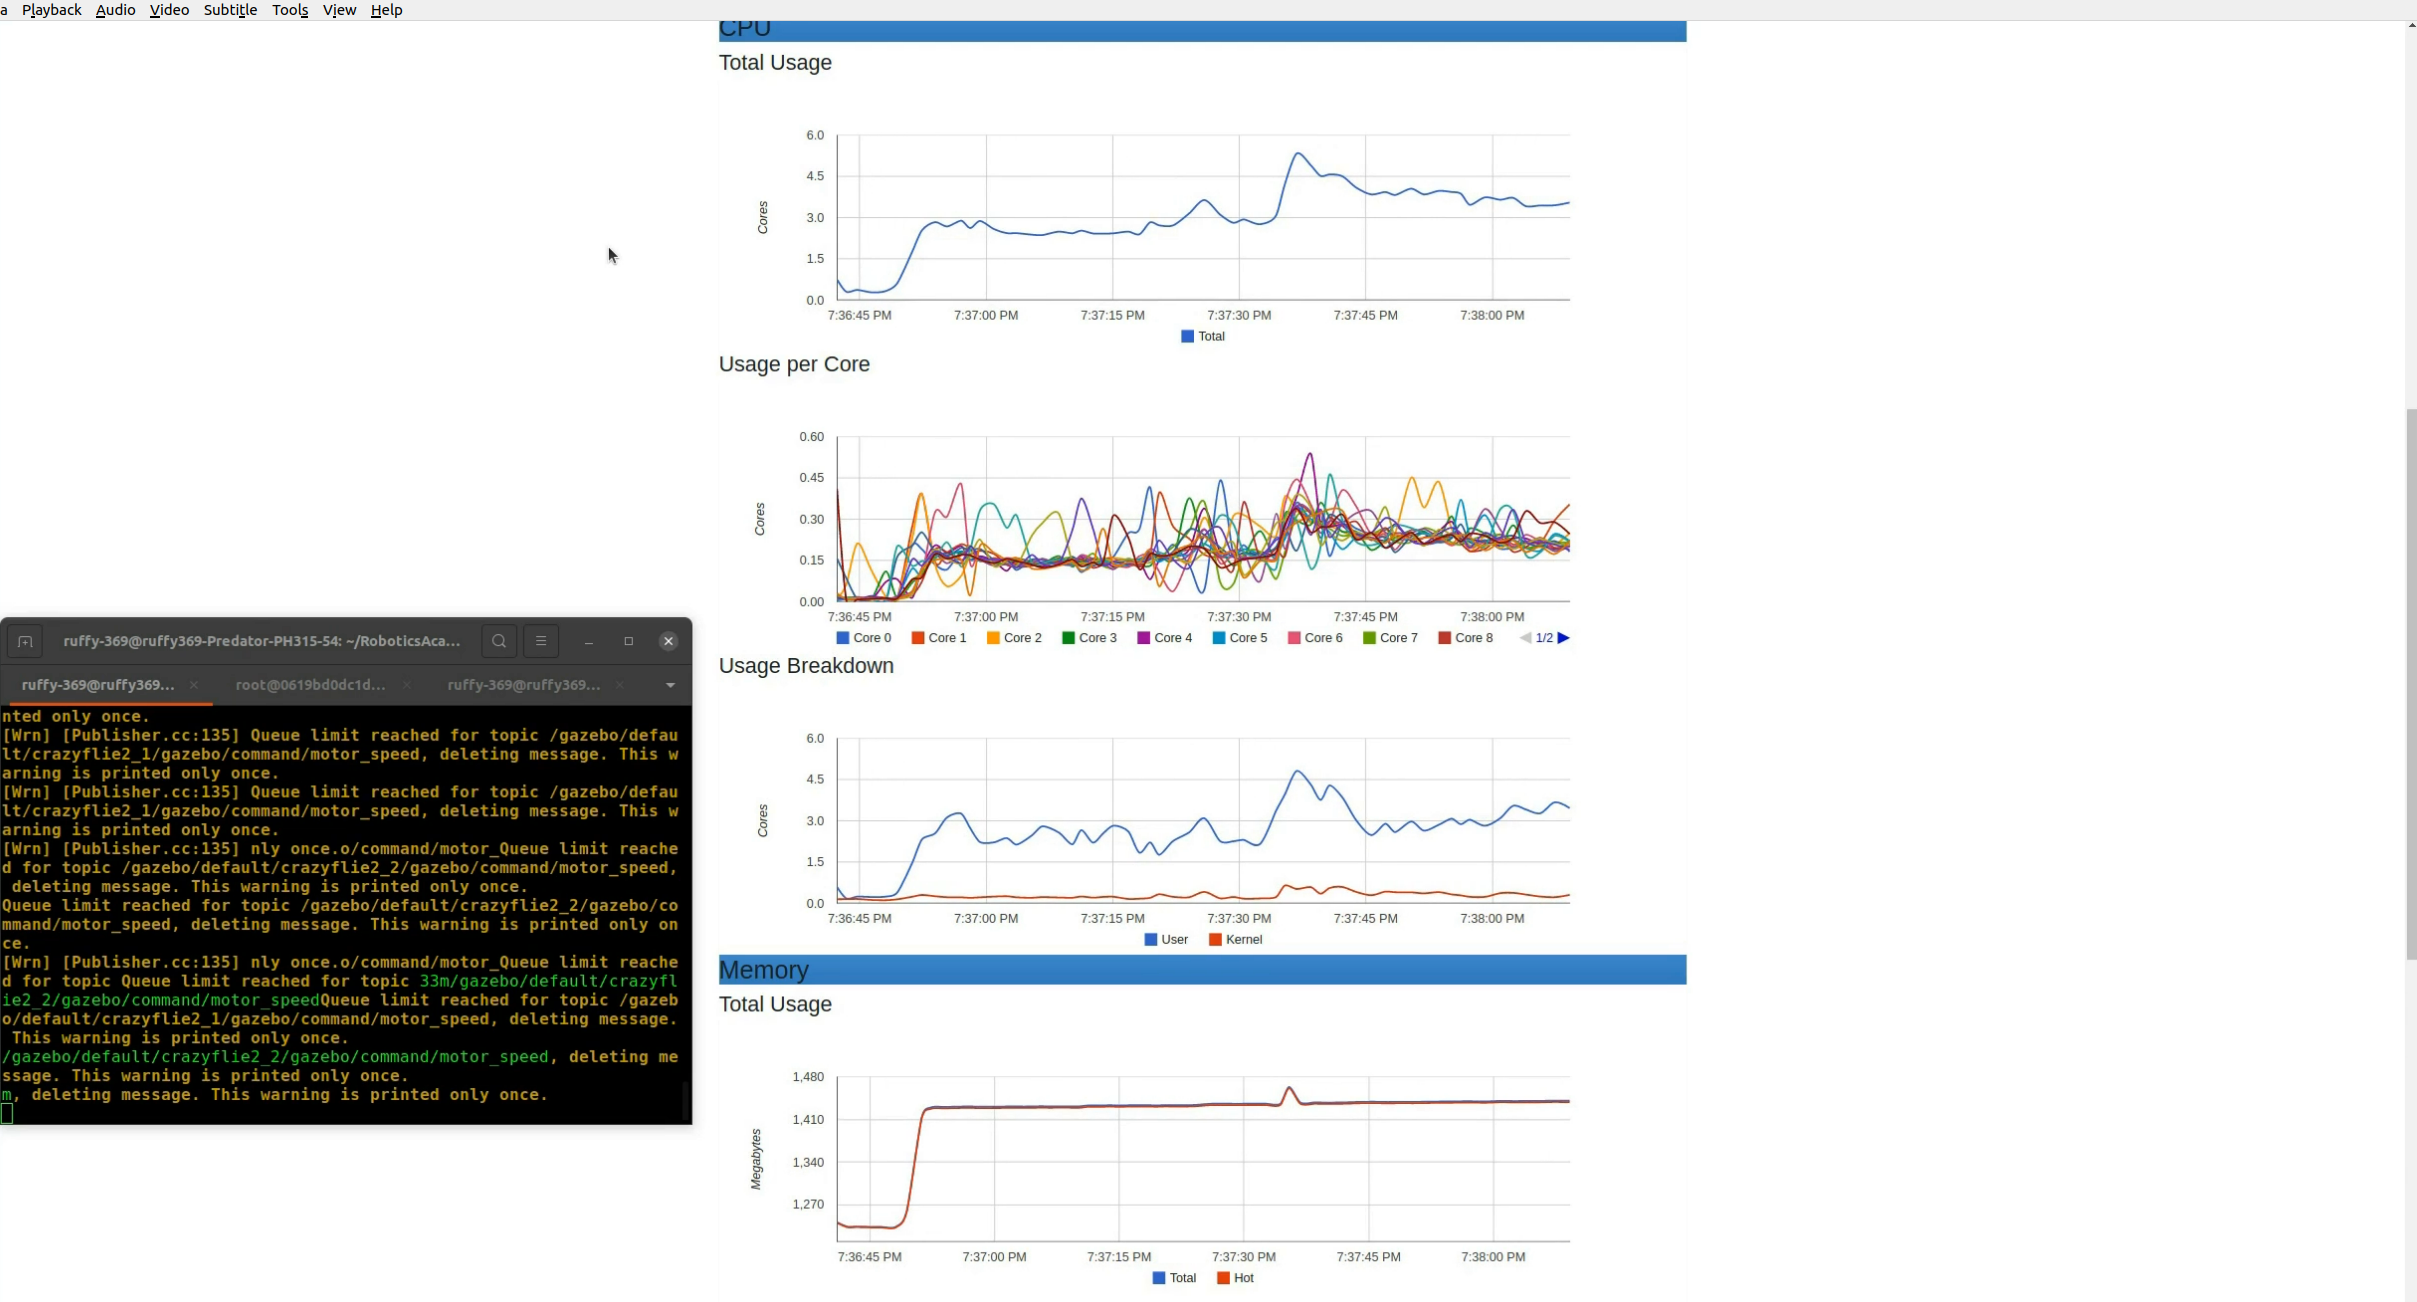 a Playback Audio Video Subtitle Tools View Help
CPU
Total Usage
6.0
4.5
3.0
1.5
0.0
Cores
7:36:45 PM 7:37:00 PM 7:37:15 PM 7:37:30 PM 7:37:45 PM 7:38:00 PM
Total
Usage per Core
0.60
0.45
0.30
0.15
0.00
Cores
7:36:45 PM 7:37:00 PM 7:37:15 PM 7:37:30 PM 7:37:45 PM 7:38:00 PM
Core 0 Core 1 Core 2 Core 3 Core 4 Core 5 Core 6 Core 7 Core 8 1/2
Usage Breakdown
6.0
4.5
3.0
1.5
0.0
Cores
7:36:45 PM 7:37:00 PM 7:37:15 PM 7:37:30 PM 7:37:45 PM 7:38:00 PM
User Kernel
Memory
Total Usage
1,480
1,410
1,340
1,270
Megabytes
7:36:45 PM 7:37:00 PM 7:37:15 PM 7:37:30 PM 7:37:45 PM 7:38:00 PM
Total Hot
ruffy-369@ruffy369-Predator-PH315-54: ~/RoboticsAca...
ruffy-369@ruffy369... root@0619bd0dc1d... ruffy-369@ruffy369...
nted only once.
[Wrn] [Publisher.cc:135] Queue limit reached for topic /gazebo/defau
lt/crazyflie2_1/gazebo/command/motor_speed, deleting message. This w
arning is printed only once.
[Wrn] [Publisher.cc:135] Queue limit reached for topic /gazebo/defau
lt/crazyflie2_1/gazebo/command/motor_speed, deleting message. This w
arning is printed only once.
[Wrn] [Publisher.cc:135] nly once.o/command/motor_Queue limit reache
d for topic /gazebo/default/crazyflie2_2/gazebo/command/motor_speed,
 deleting message. This warning is printed only once.
Queue limit reached for topic /gazebo/default/crazyflie2_2/gazebo/co
mmand/motor_speed, deleting message. This warning is printed only on
ce.
[Wrn] [Publisher.cc:135] nly once.o/command/motor_Queue limit reache
d for topic Queue limit reached for topic 33m/gazebo/default/crazyfl
ie2_2/gazebo/command/motor_speedQueue limit reached for topic /gazeb
o/default/crazyflie2_1/gazebo/command/motor_speed, deleting message.
 This warning is printed only once.
/gazebo/default/crazyflie2_2/gazebo/command/motor_speed, deleting me
ssage. This warning is printed only once.
m, deleting message. This warning is printed only once.